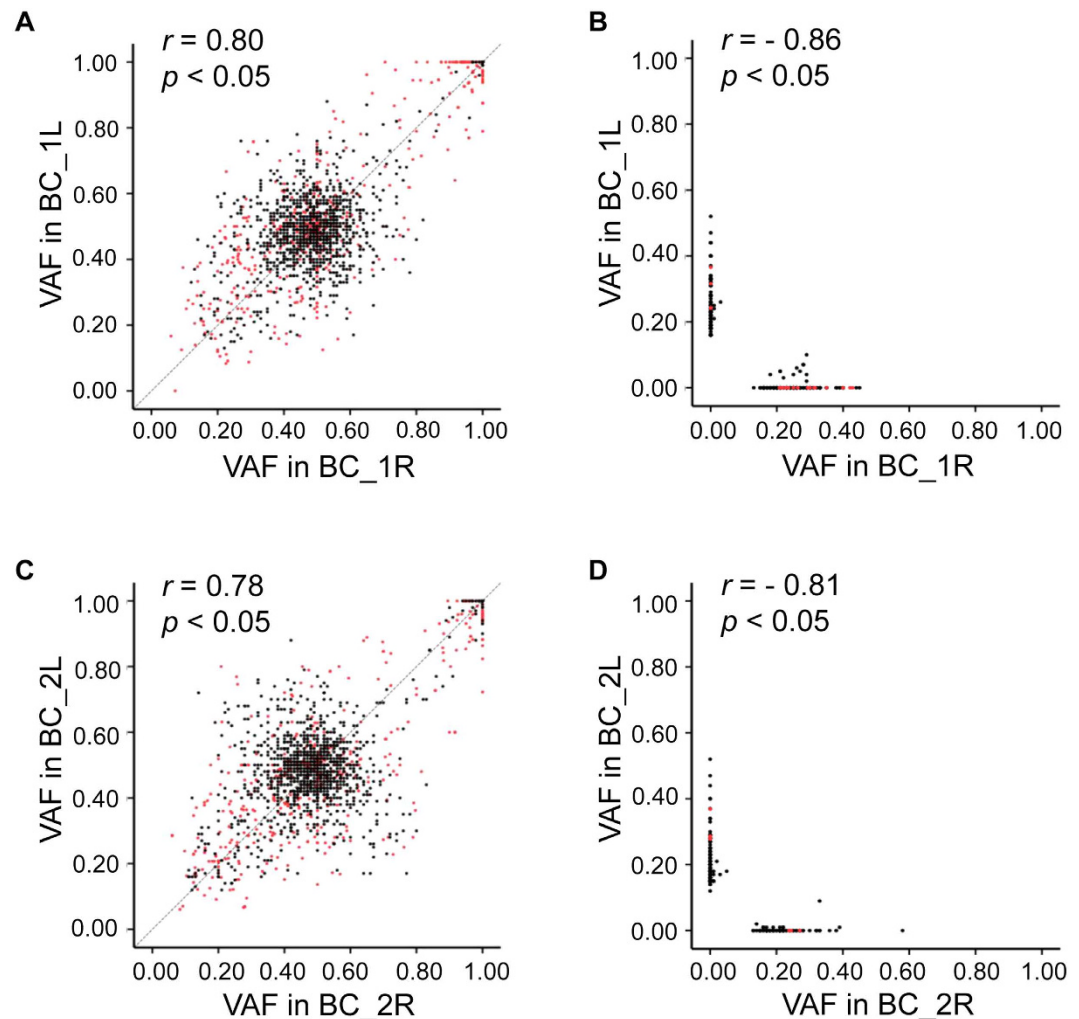 A
r = 0.80
p < 0.05
1.00
0.80
0.60
0.40
0.20
0.00
VAF in BC_1L
0.00 0.20 0.40 0.60 0.80 1.00
VAF in BC_1R
B
r = - 0.86
p < 0.05
1.00
0.80
0.60
0.40
0.20
0.00
VAF in BC_1L
0.00 0.20 0.40 0.60 0.80 1.00
VAF in BC_1R
C
r = 0.78
p < 0.05
1.00
0.80
0.60
0.40
0.20
0.00
VAF in BC_2L
0.00 0.20 0.40 0.60 0.80 1.00
VAF in BC_2R
D
r = - 0.81
p < 0.05
1.00
0.80
0.60
0.40
0.20
0.00
VAF in BC_2L
0.00 0.20 0.40 0.60 0.80 1.00
VAF in BC_2R